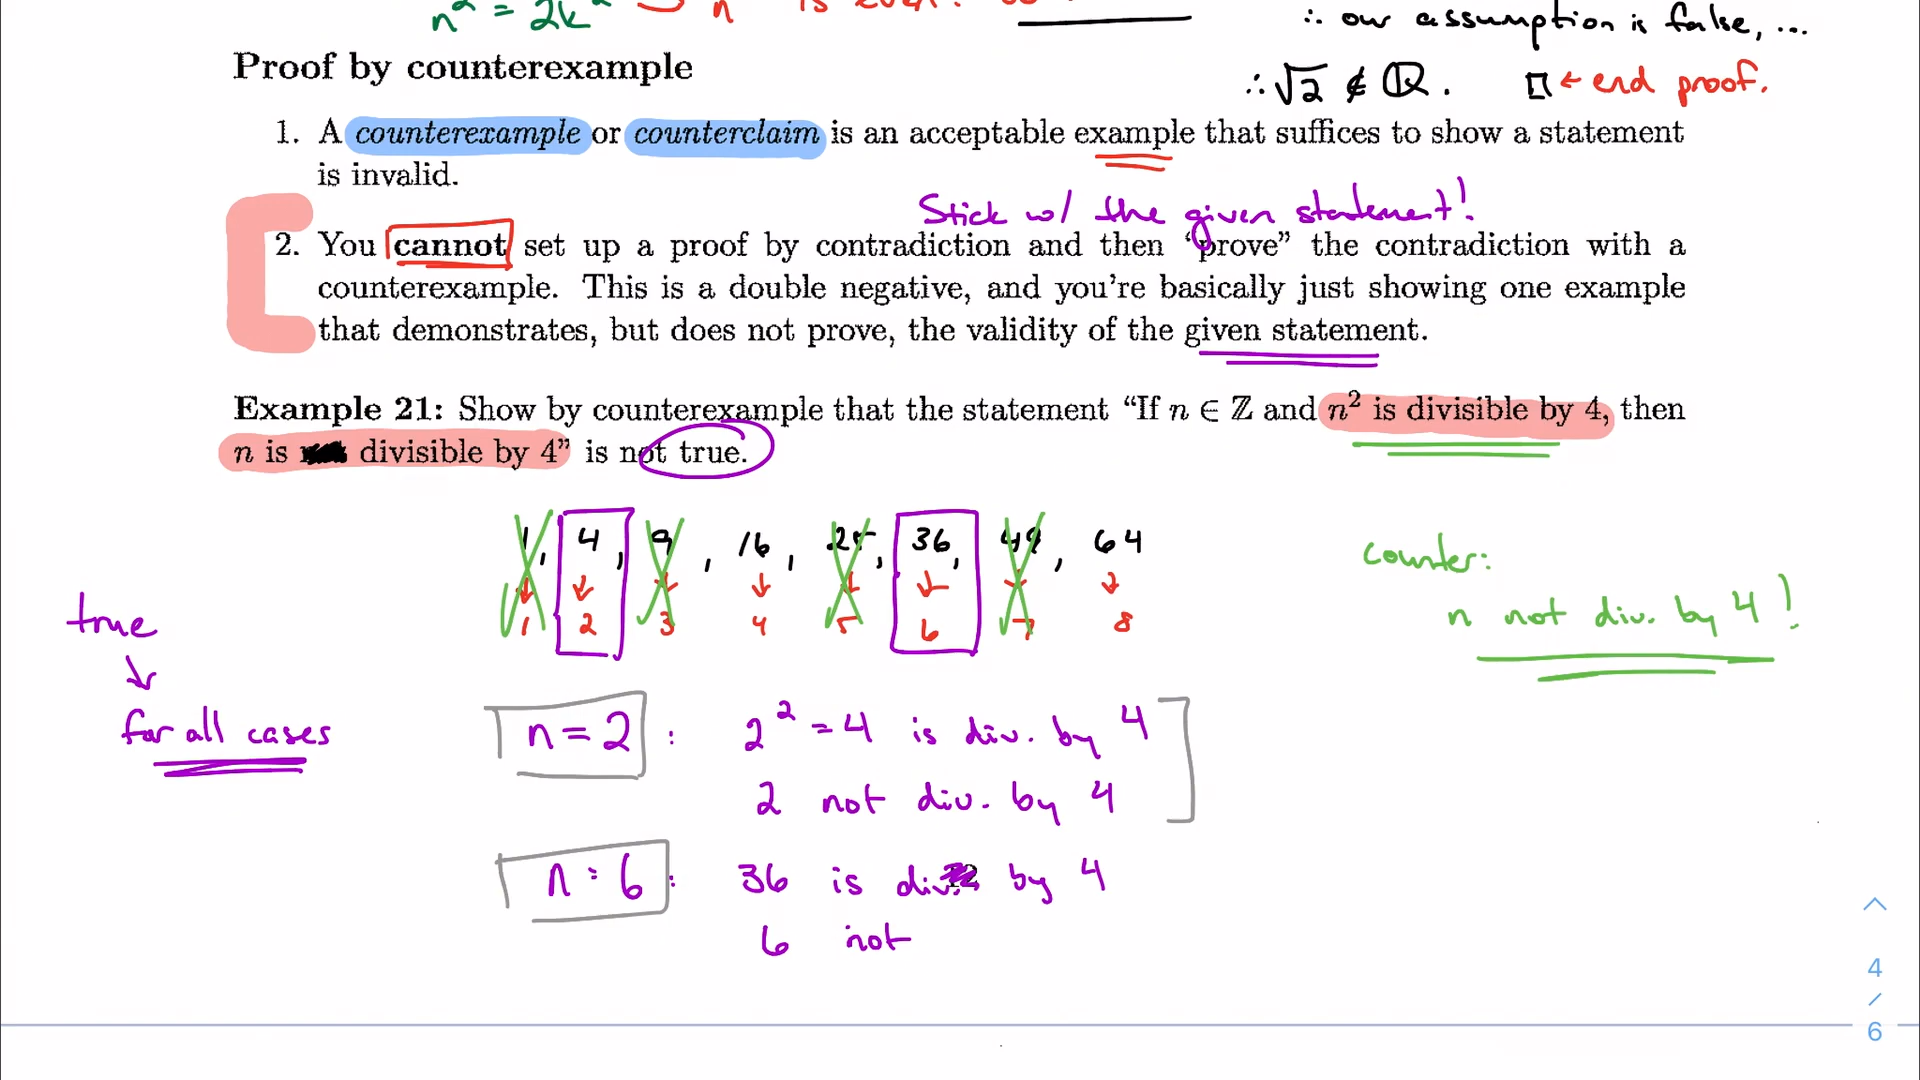 n² = 2k² → n is even!
∴ our assumption is false, ...
∴ √2 ∉ ℚ. □ ← end proof.
Proof by counterexample
1. A counterexample or counterclaim is an acceptable example that suffices to show a statement
is invalid.
Stick w/ the given statement!
2. You cannot set up a proof by contradiction and then “prove” the contradiction with a
counterexample. This is a double negative, and you’re basically just showing one example
that demonstrates, but does not prove, the validity of the given statement.
Example 21: Show by counterexample that the statement “If n ∈ ℤ and n² is divisible by 4, then
n is divisible by 4” is not true.
1, 4, 9, 16, 25, 36, 49, 64
↓ ↓ ↓ ↓ ↓ ↓ ↓ ↓
1 2 3 4 5 6 7 8
counter:
n not div. by 4!
true
↓
for all cases
n = 2 : 2² = 4 is div. by 4
2 not div. by 4
n = 6 : 36 is div. by 4
6 not
4
/
6